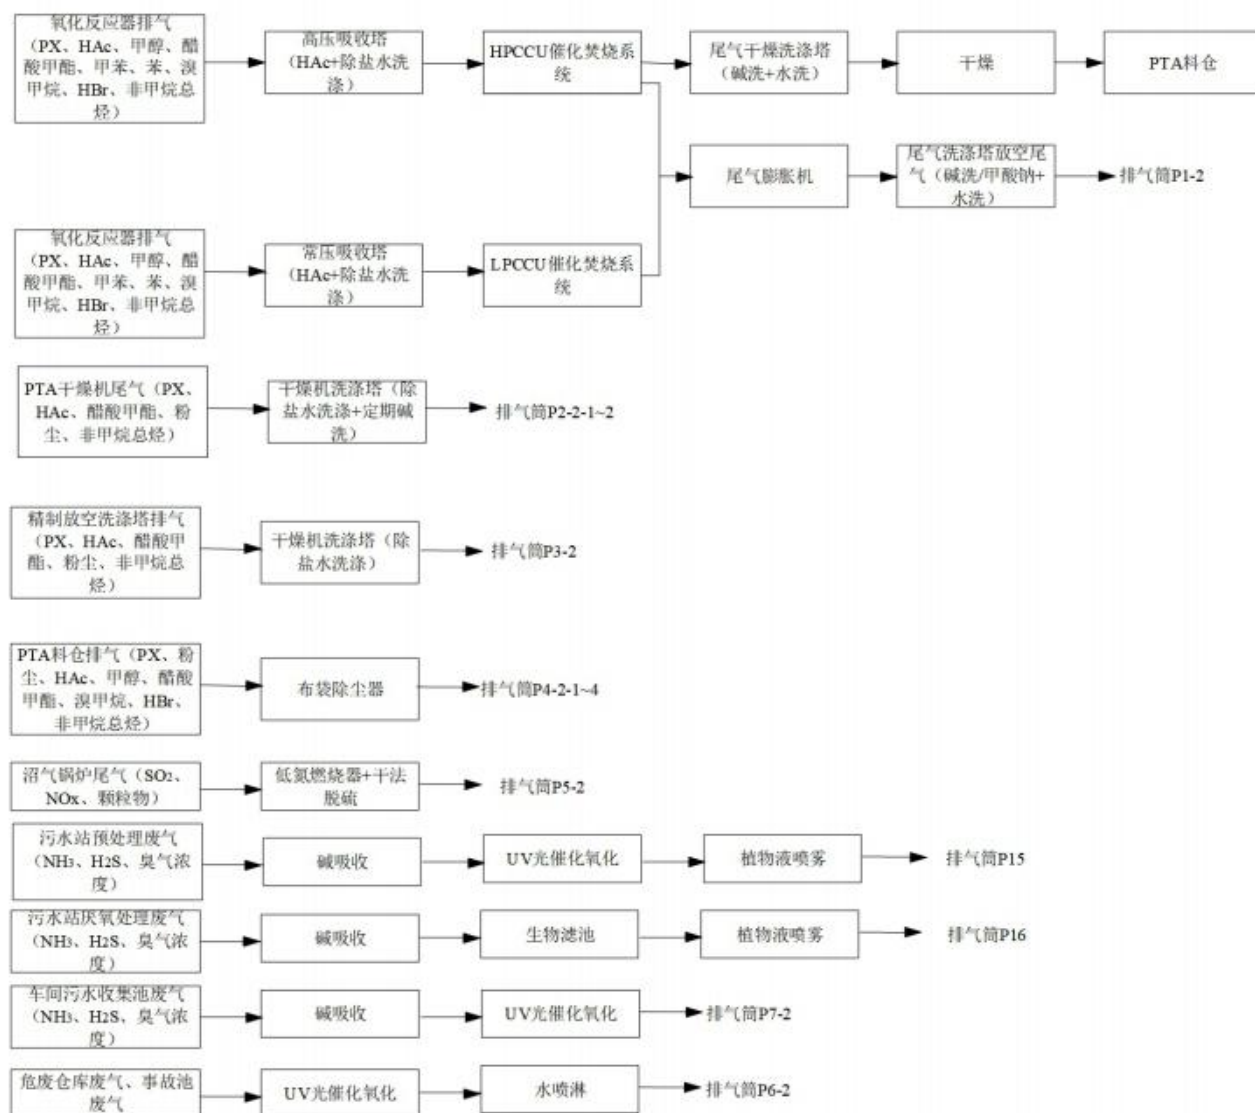 氧化反应器排气
（PX、HAc、甲醇、醋
酸甲酯、甲苯、苯、溴
甲烷、HBr、非甲烷总
烃）
高压吸收塔
（HAc+除盐水洗
涤）
HPCCU催化焚烧系
统
尾气干燥洗涤塔
（碱洗+水洗）
干燥
PTA料仓
尾气膨胀机
尾气洗涤塔放空尾
气（碱洗/甲酸钠+
水洗）
排气筒P1-2
氧化反应器排气
（PX、HAc、甲醇、醋
酸甲酯、甲苯、苯、溴
甲烷、HBr、非甲烷总
烃）
常压吸收塔
（HAc+除盐水洗
涤）
LPCCU催化焚烧系
统
PTA干燥机尾气（PX、
HAc、醋酸甲酯、粉
尘、非甲烷总烃）
干燥机洗涤塔（除
盐水洗涤+定期碱
洗）
排气筒P2-2-1~2
精制放空洗涤塔排气
（PX、HAc、醋酸甲
酯、粉尘、非甲烷总
烃）
干燥机洗涤塔（除
盐水洗涤）
排气筒P3-2
PTA料仓排气（PX、粉
尘、HAc、甲醇、醋酸
甲酯、溴甲烷、HBr、
非甲烷总烃）
布袋除尘器
排气筒P4-2-1~4
沼气锅炉尾气（SO₂、
NOx、颗粒物）
低氮燃烧器+干法
脱硫
排气筒P5-2
污水站预处理废气
（NH₃、H2S、臭气浓
度）
碱吸收
UV光催化氧化
植物液喷雾
排气筒P15
污水站厌氧处理废气
（NH₃、H2S、臭气浓
度）
碱吸收
生物滤池
植物液喷雾
排气筒P16
车间污水收集池废气
（NH₃、H2S、臭气浓
度）
碱吸收
UV光催化氧化
排气筒P7-2
危废仓库废气、事故池
废气
UV光催化氧化
水喷淋
排气筒P6-2